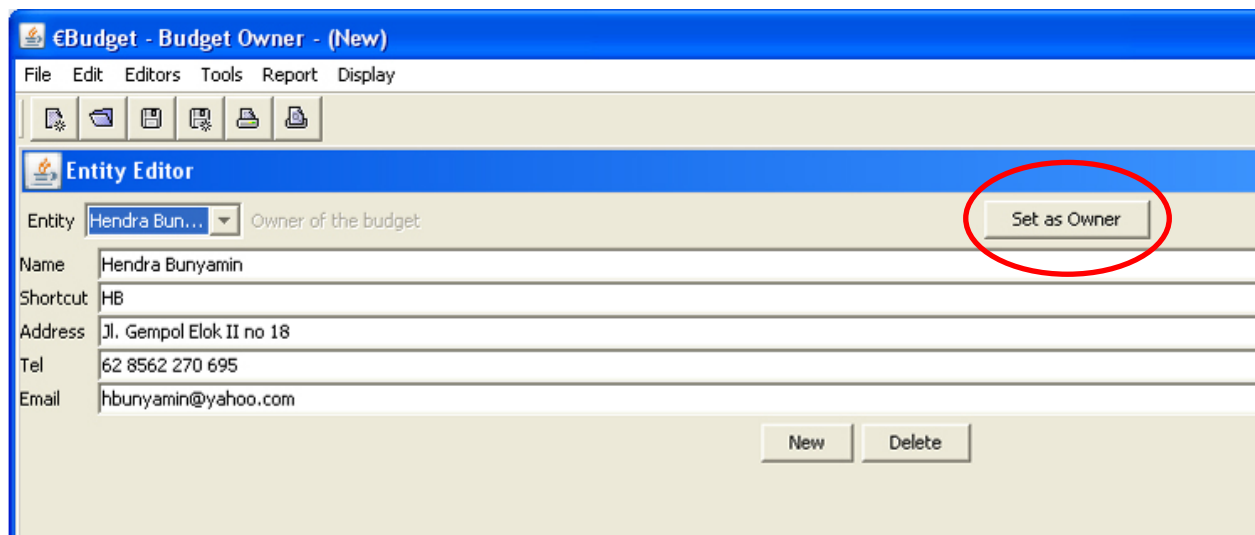 €Budget - Budget Owner - (New)
File Edit Editors Tools Report Display
Entity Editor
Entity Hendra Bun... Owner of the budget Set as Owner
Name Hendra Bunyamin
Shortcut HB
Address Jl. Gempol Elok II no 18
Tel 62 8562 270 695
Email hbunyamin@yahoo.com
New Delete